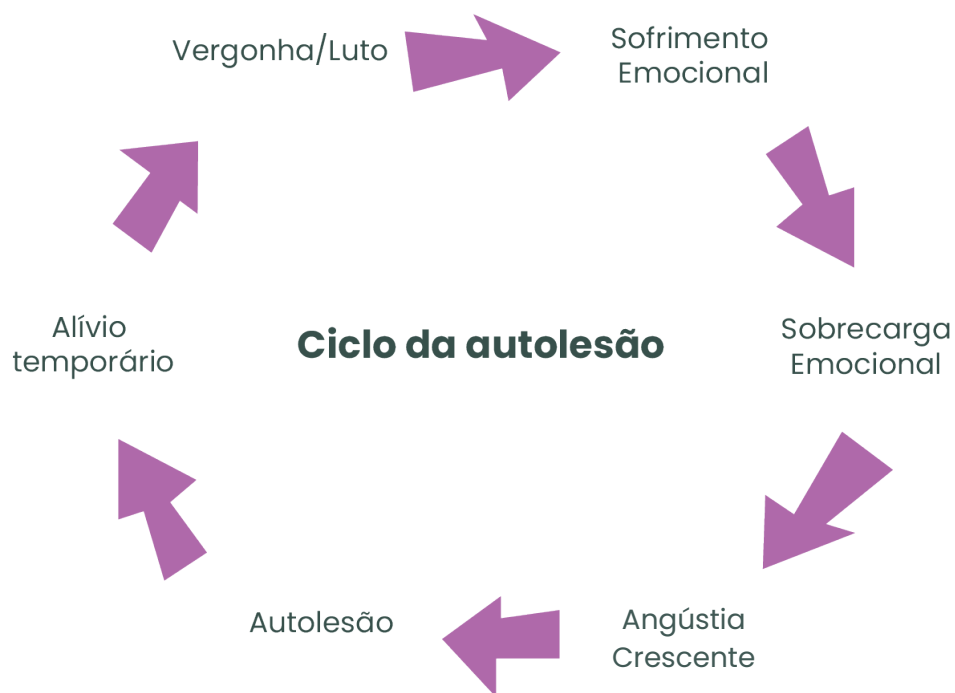 Vergonha/Luto
Sofrimento
Emocional
Sobrecarga
Emocional
Angústia
Crescente
Autolesão
Alívio
temporário
Ciclo da autolesão